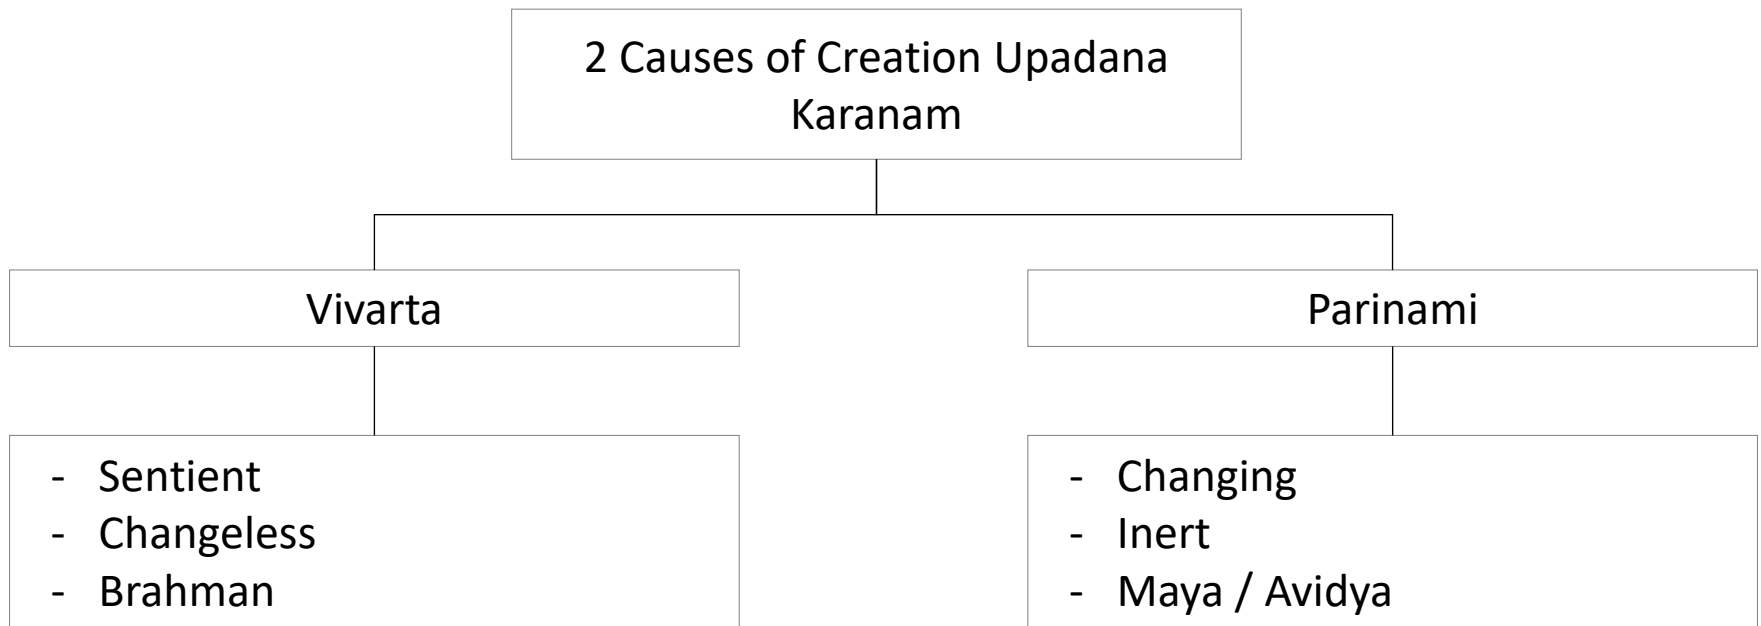 2 Causes of Creation Upadana
Karanam
Vivarta
Parinami
- Sentient
- Changeless
- Brahman
- Changing
- Inert
- Maya / Avidya